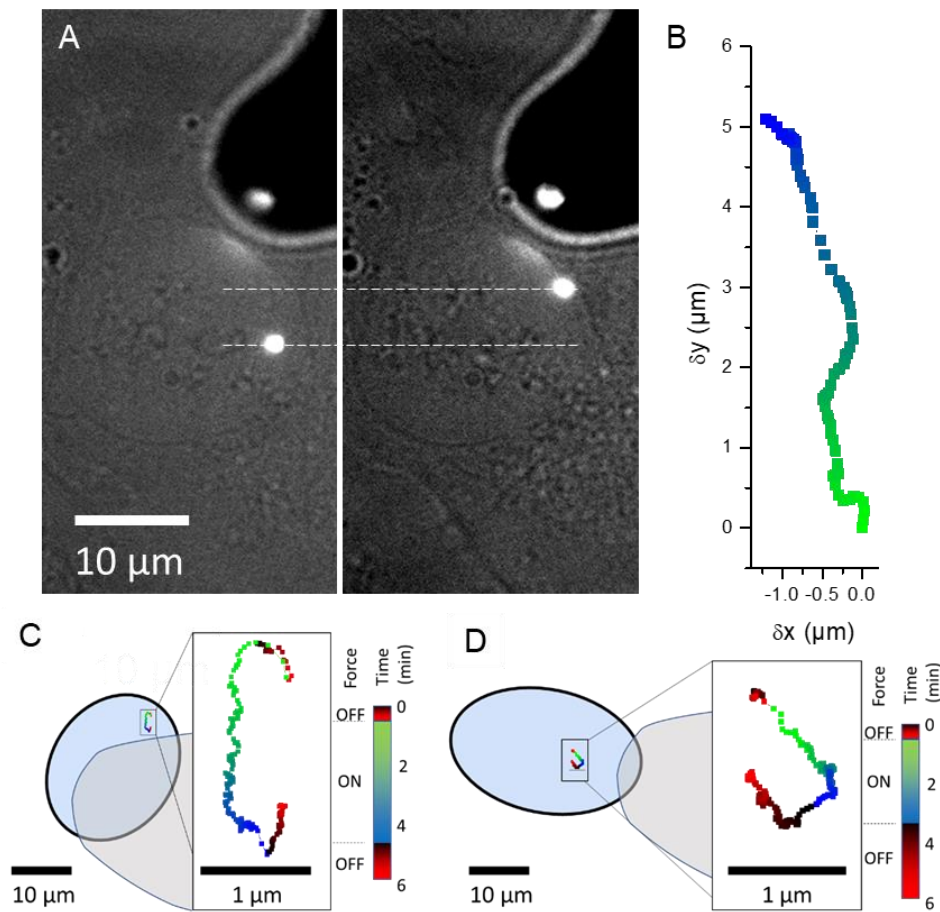 A
B
10 µm
6
5
4
3
2
1
0
δy (µm)
-1.0 -0.5 0.0
δx (µm)
C
10 µm
1 µm
Force
Time (min)
OFF
ON
OFF
0
2
4
6
D
10 µm
1 µm
Force
Time (min)
OFF
ON
OFF
0
2
4
6